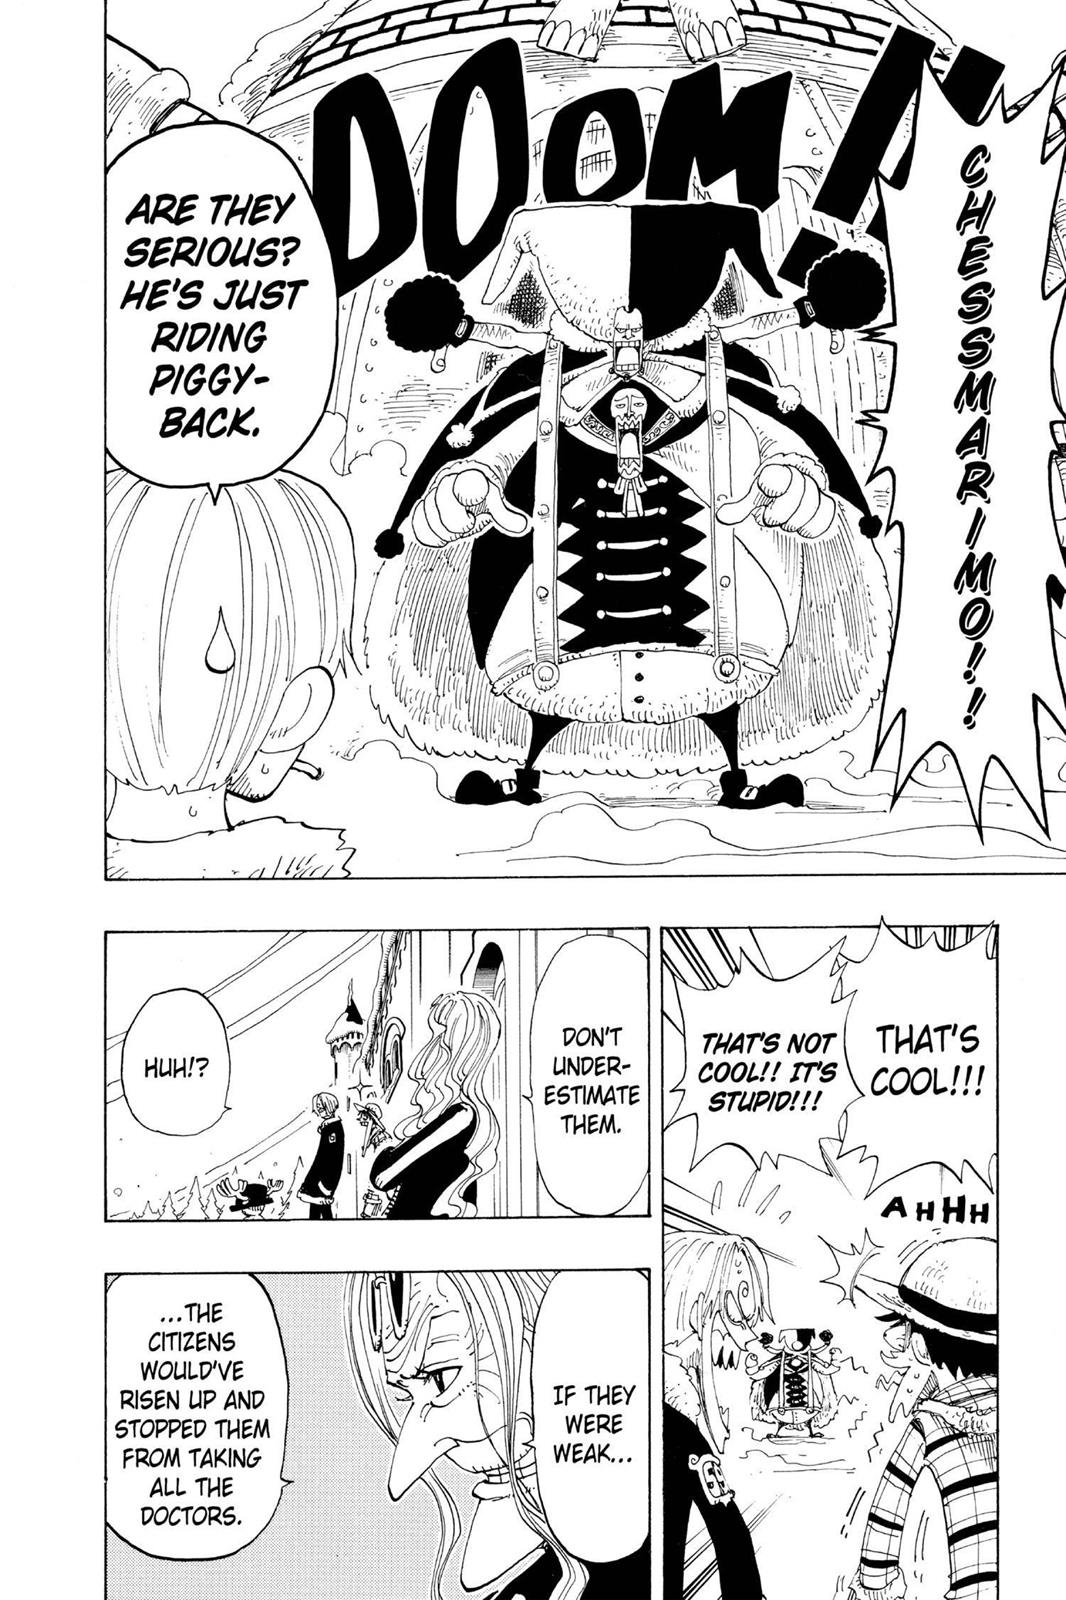 CHESSMARIMO!!
DOOM!
ARE THEY
SERIOUS?
HE'S JUST
RIDING
PIGGY-
BACK.
THAT'S
COOL!!!
THAT'S NOT
COOL!! IT'S
STUPID!!!
AHHH
DON'T
UNDER-
ESTIMATE
THEM.
HUH!?
IF THEY
WERE
WEAK...
...THE
CITIZENS
WOULD'VE
RISEN UP AND
STOPPED THEM
FROM TAKING
ALL THE
DOCTORS.